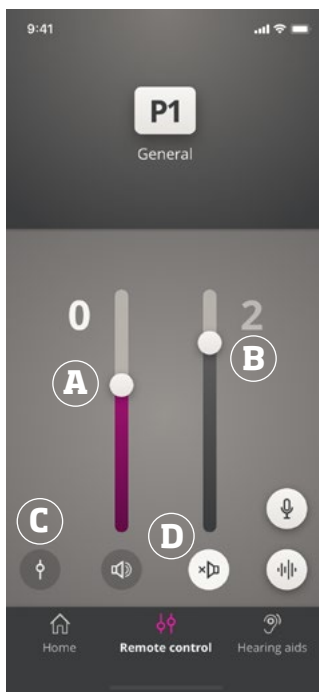 9:41
P1
General
0
2
A
B
C
D
Home
Remote control
Hearing aids